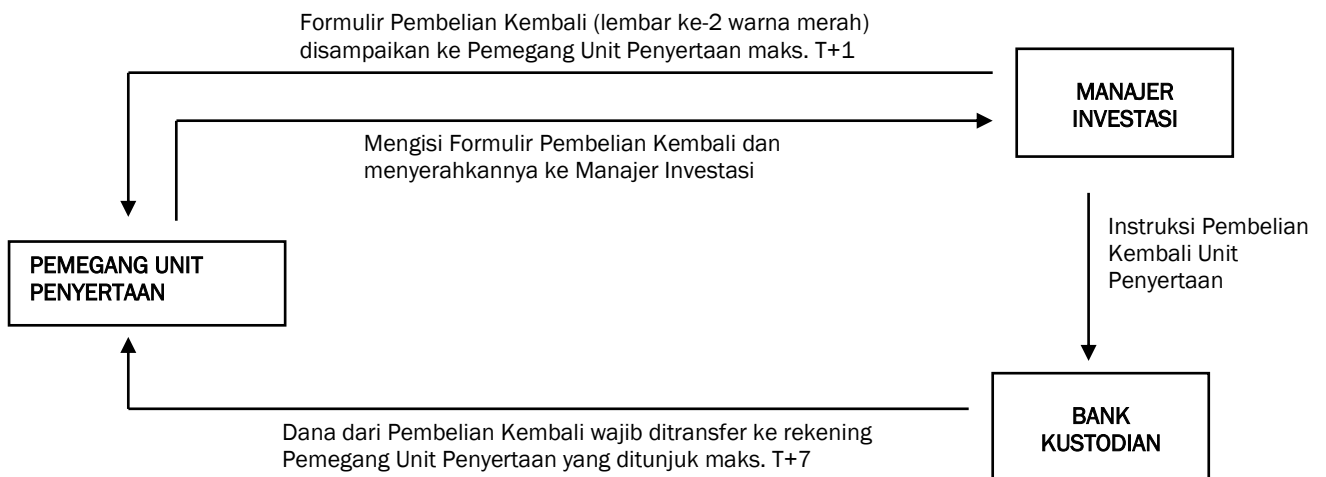 Formulir Pembelian Kembali (lembar ke-2 warna merah)
disampaikan ke Pemegang Unit Penyertaan maks. T+1
MANAJER
INVESTASI
Mengisi Formulir Pembelian Kembali dan
menyerahkannya ke Manajer Investasi
Instruksi Pembelian
Kembali Unit
Penyertaan
PEMEGANG UNIT
PENYERTAAN
BANK
KUSTODIAN
Dana dari Pembelian Kembali wajib ditransfer ke rekening
Pemegang Unit Penyertaan yang ditunjuk maks. T+7